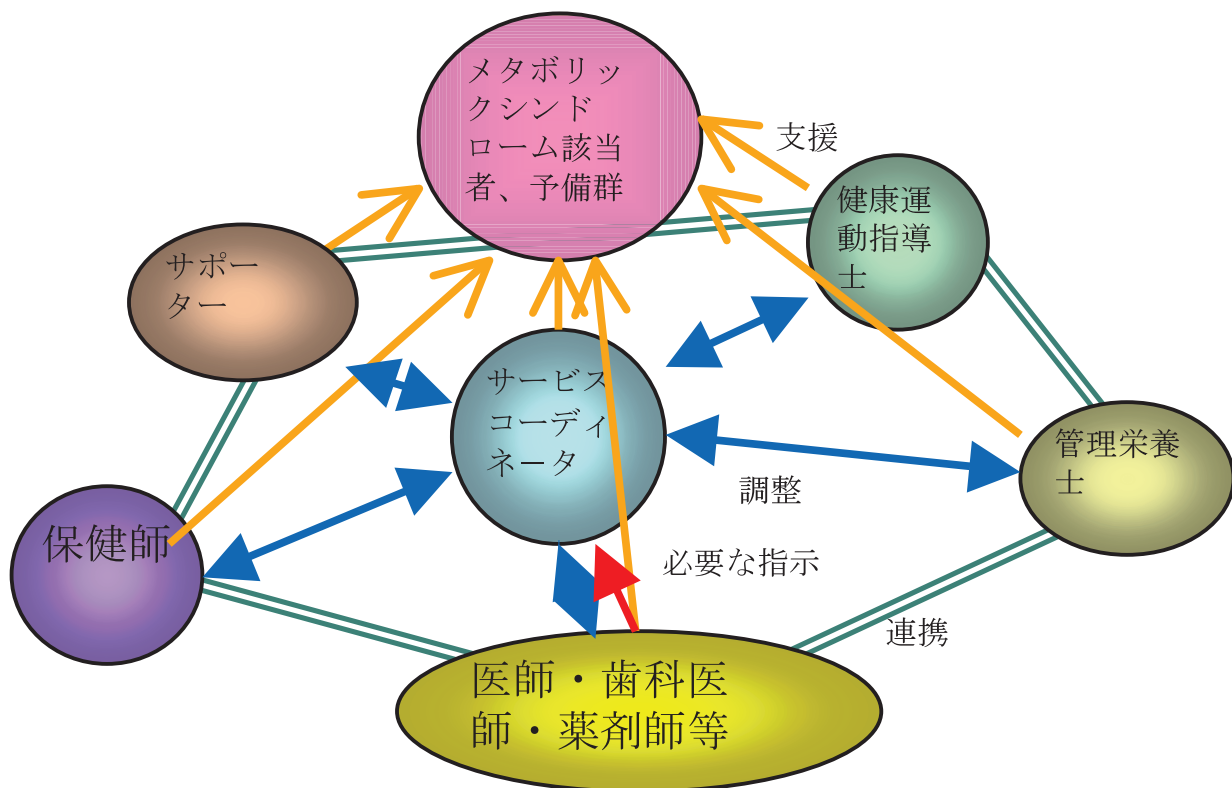 メタボリッ
クシンド
ローム該当
者、予備群
支援
健康運
動指導
士
サポー
ター
サービス
コーディ
ネータ
管理栄養
士
調整
保健師
必要な指示
連携
医師・歯科医
師・薬剤師等